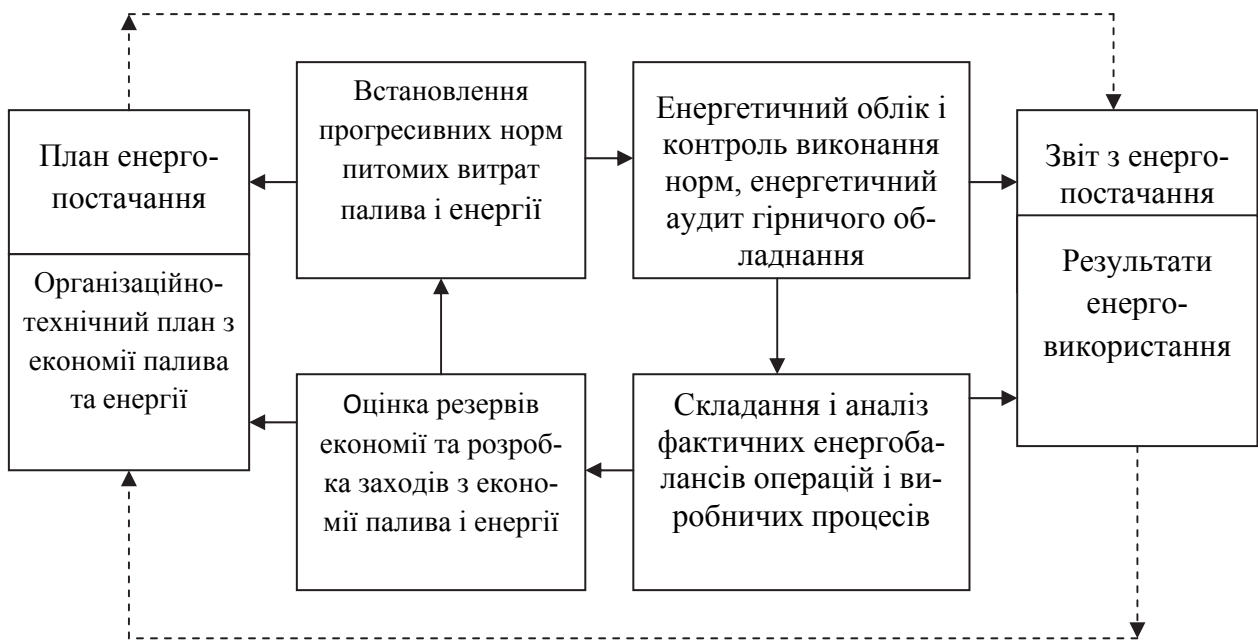 План енерго-
постачання
Організаційно-
технічний план з
економії палива
та енергії
Встановлення
прогресивних норм
питомих витрат
палива і енергії
Оцінка резервів
економії та розроб-
ка заходів з еконо-
мії палива і енергії
Енергетичний облік і
контроль виконання
норм, енергетичний
аудит гірничого об-
ладнання
Складання і аналіз
фактичних енергоба-
лансів операцій і ви-
робничих процесів
Звіт з енерго-
постачання
Результати
енерго-
використання